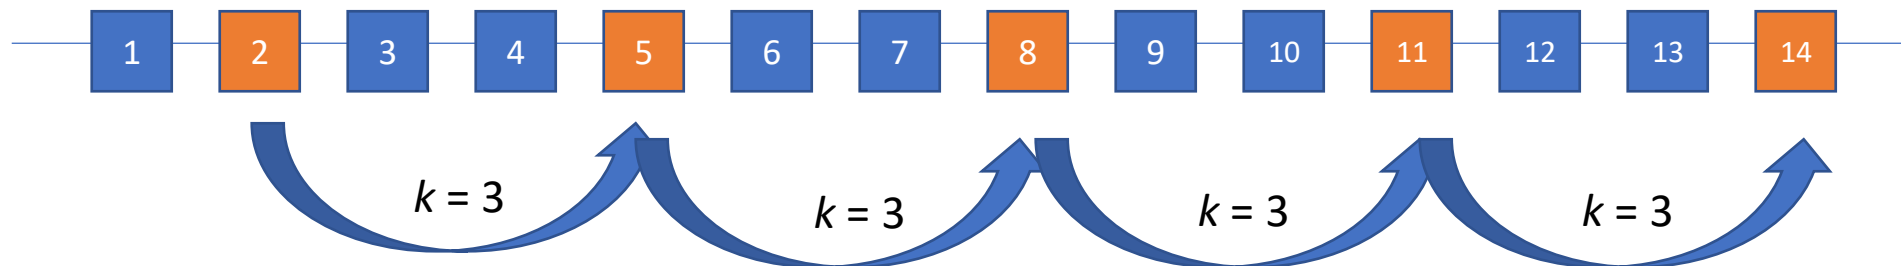 1 2 3 4 5 6 7 8 9 10 11 12 13 14
k = 3 k = 3 k = 3 k = 3